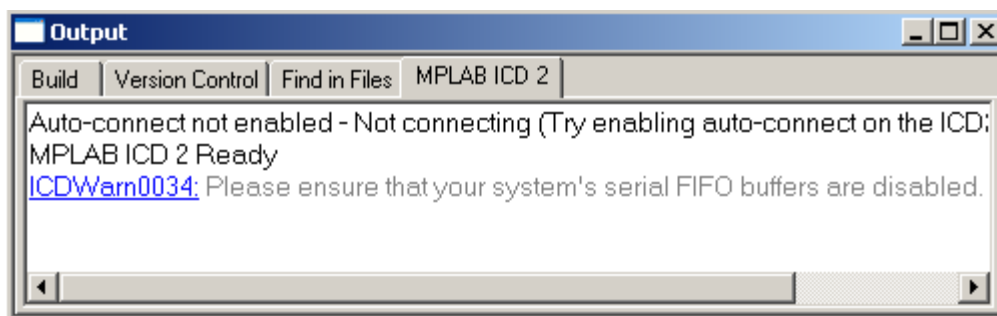 Output
Build Version Control Find in Files MPLAB ICD 2
Auto-connect not enabled - Not connecting (Try enabling auto-connect on the ICD
MPLAB ICD 2 Ready
ICDWarn0034: Please ensure that your system's serial FIFO buffers are disabled.